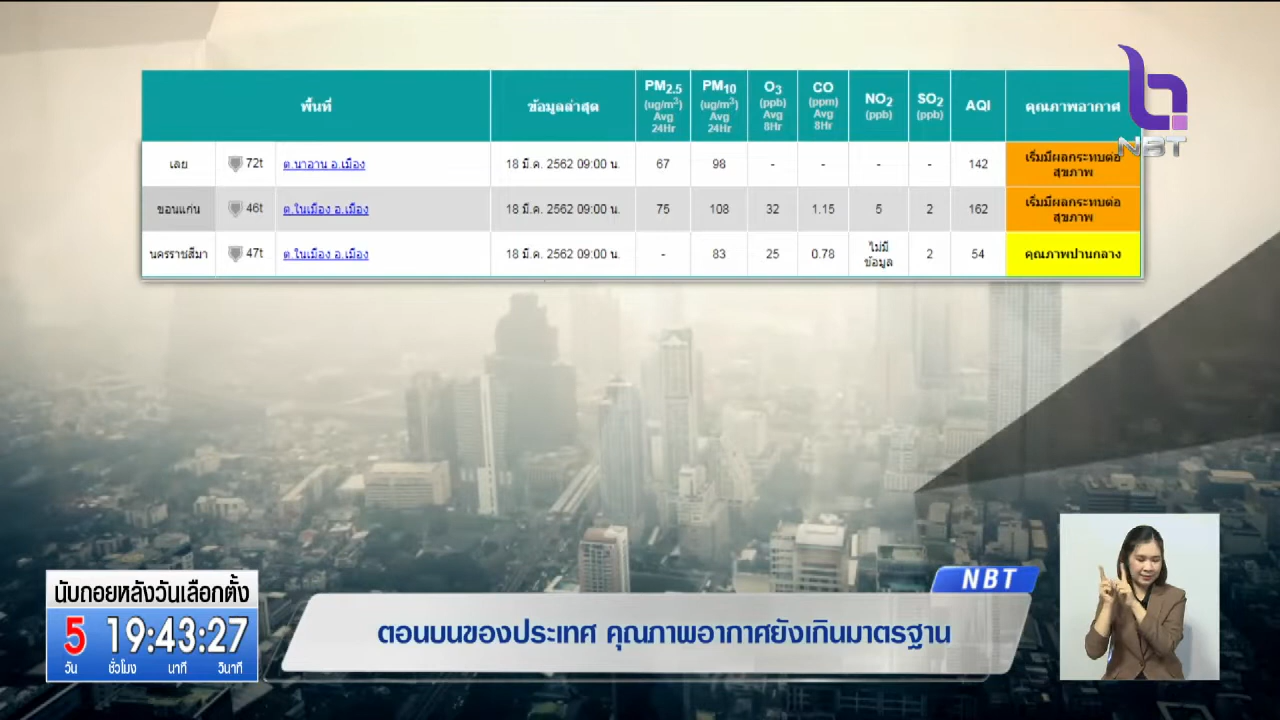 พื้นที่ ข้อมูลล่าสุด PM2.5 (ug/m3) Avg 24Hr PM10 (ug/m3) Avg 24Hr O3 (ppb) Avg 8Hr CO (ppm) Avg 8Hr NO2 (ppb) SO2 (ppb) AQI คุณภาพอากาศ
เลย 72t ต.นาอาน อ.เมือง 18 มี.ค. 2562 09:00 น. 67 98 - - - - 142 เริ่มมีผลกระทบต่อ
สุขภาพ
ขอนแก่น 46t ต.ในเมือง อ.เมือง 18 มี.ค. 2562 09:00 น. 75 108 32 1.15 5 2 162 เริ่มมีผลกระทบต่อ
สุขภาพ
นครราชสีมา 47t ต.ในเมือง อ.เมือง 18 มี.ค. 2562 09:00 น. - 83 25 0.78 ไม่มี
ข้อมูล 2 54 คุณภาพปานกลาง
NBT
NBT
ตอนบนของประเทศ คุณภาพอากาศยังเกินมาตรฐาน
นับถอยหลังวันเลือกตั้ง
5 19:43:27
วัน ชั่วโมง นาที วินาที